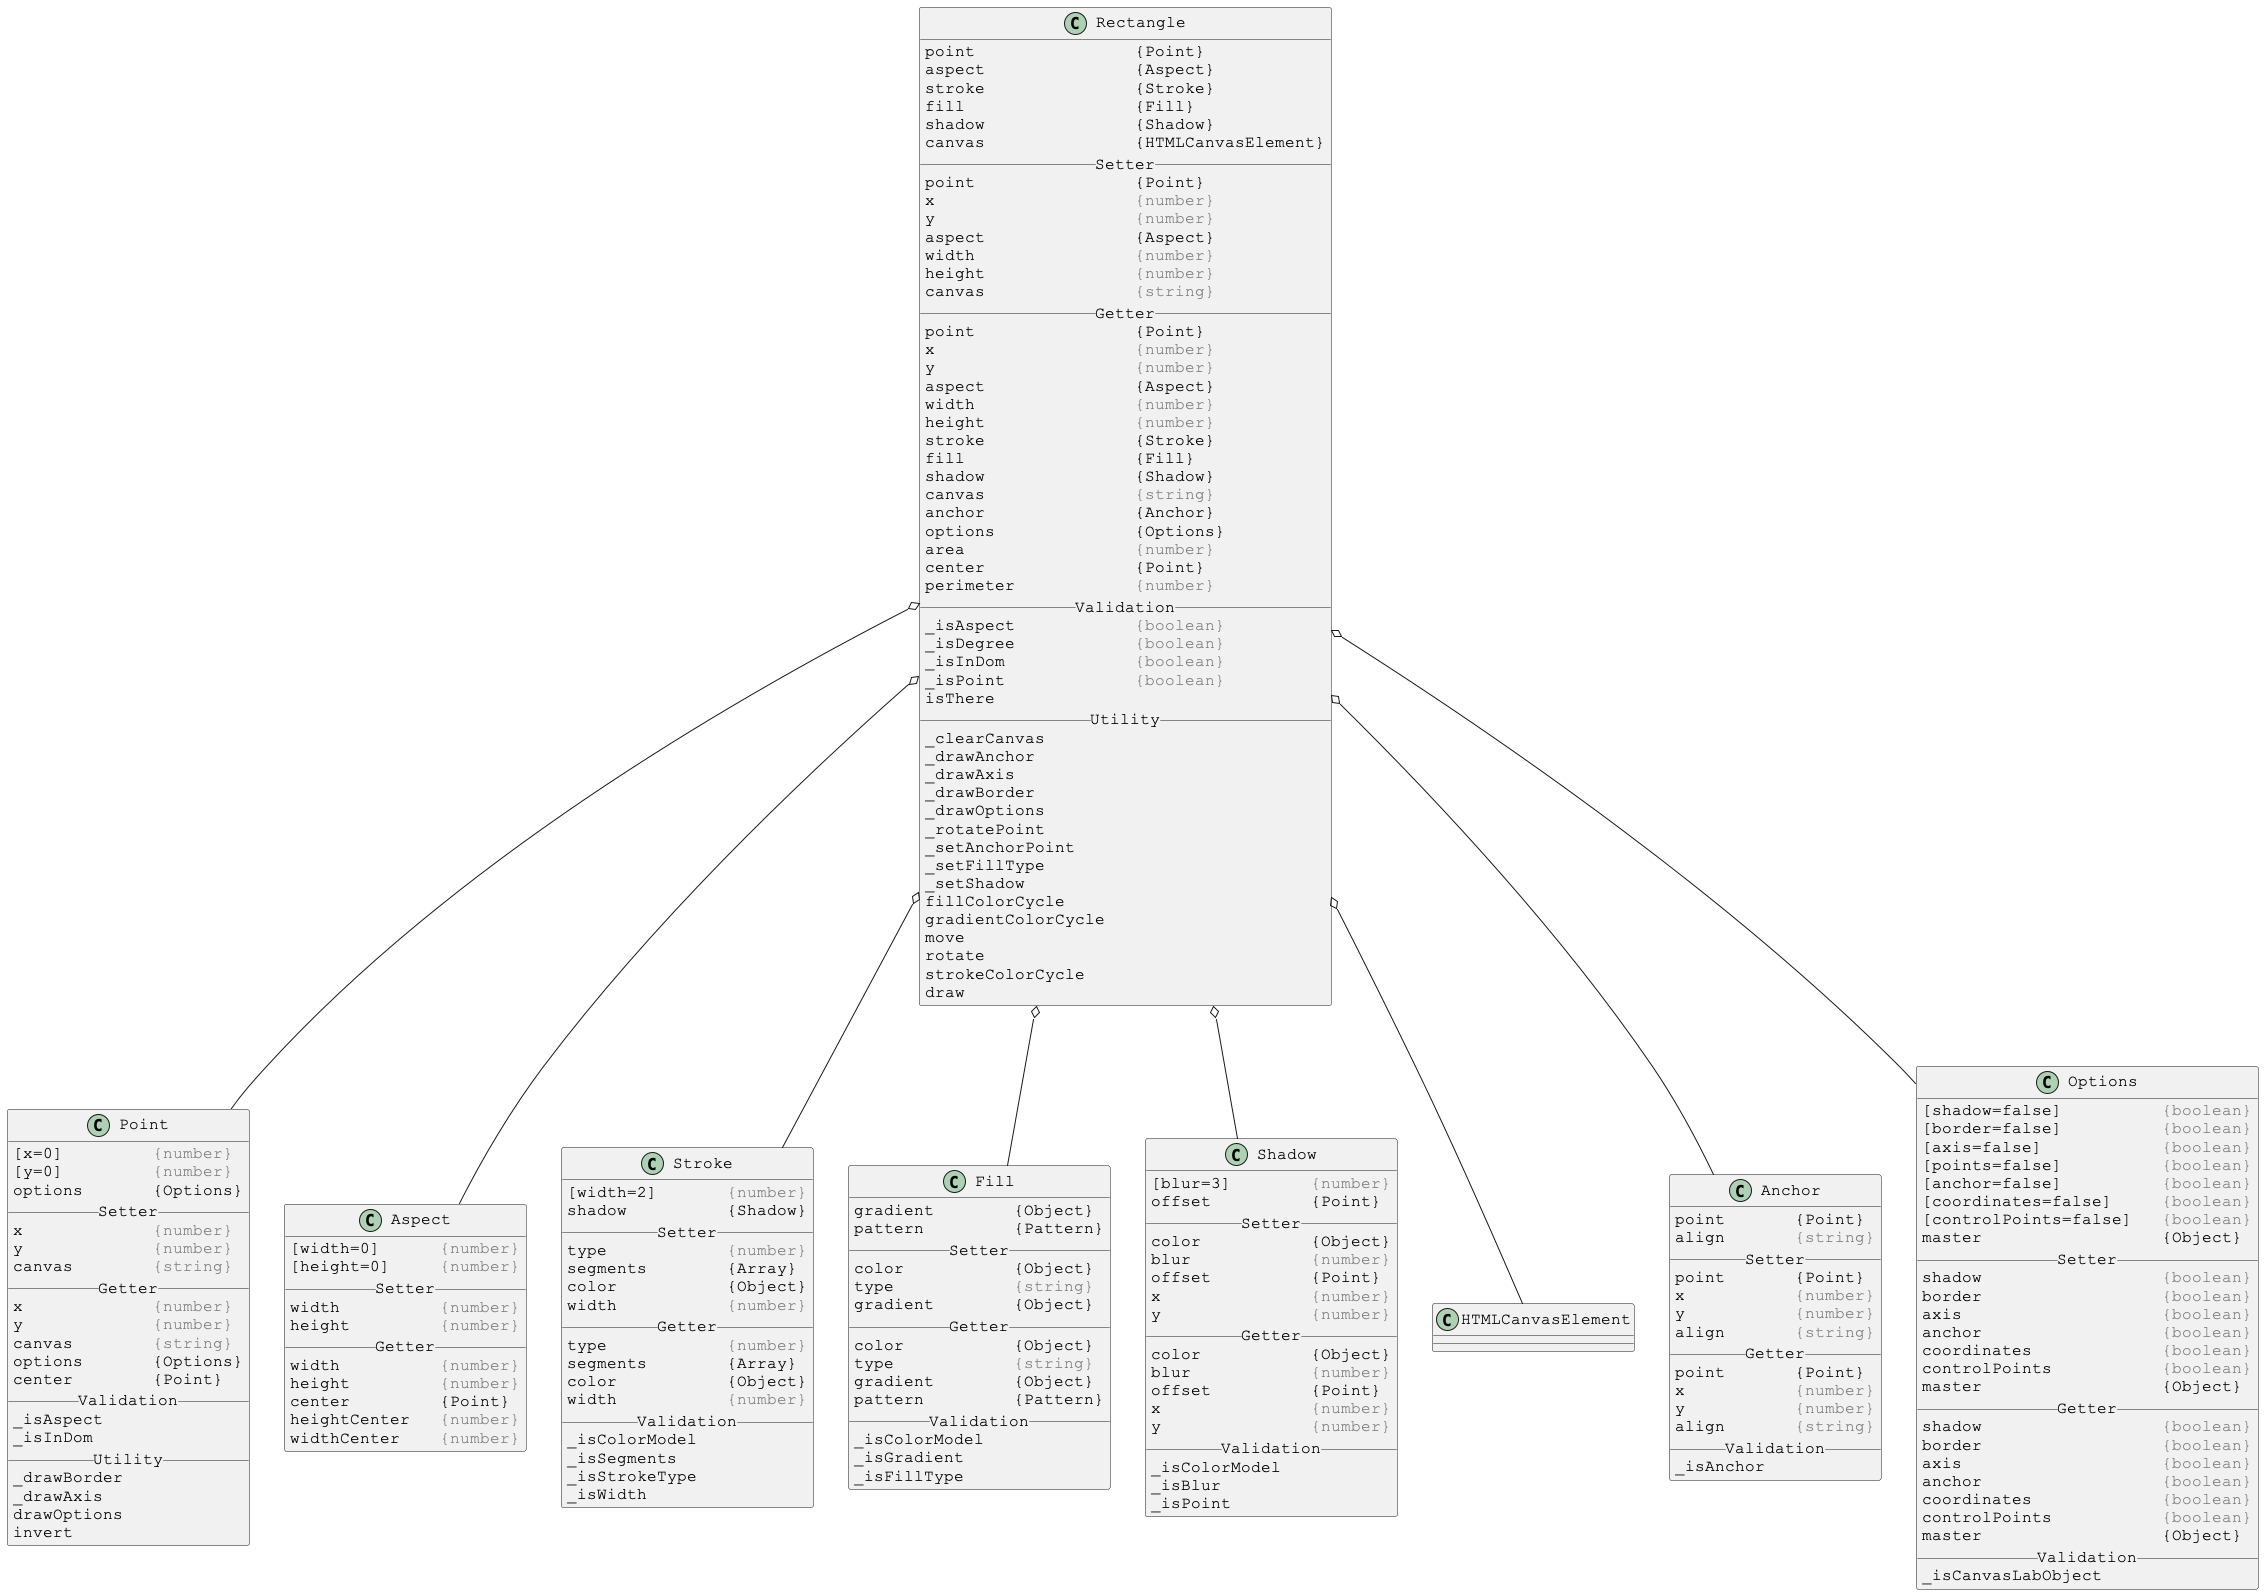 C Rectangle
point {Point}
aspect {Aspect}
stroke {Stroke}
fill {Fill}
shadow {Shadow}
canvas {HTMLCanvasElement}
Setter
point {Point}
x {number}
y {number}
aspect {Aspect}
width {number}
height {number}
canvas {string}
Getter
point {Point}
x {number}
y {number}
aspect {Aspect}
width {number}
height {number}
stroke {Stroke}
fill {Fill}
shadow {Shadow}
canvas {string}
anchor {Anchor}
options {Options}
area {number}
center {Point}
perimeter {number}
Validation
_isAspect {boolean}
_isDegree {boolean}
_isInDom {boolean}
_isPoint {boolean}
isThere
Utility
_clearCanvas
_drawAnchor
_drawAxis
_drawBorder
_drawOptions
_rotatePoint
_setAnchorPoint
_setFillType
_setShadow
fillColorCycle
gradientColorCycle
move
rotate
strokeColorCycle
draw
C Point
[x=0] {number}
[y=0] {number}
options {Options}
Setter
x {number}
y {number}
canvas {string}
Getter
x {number}
y {number}
canvas {string}
options {Options}
center {Point}
Validation
_isAspect
_isInDom
Utility
_drawBorder
_drawAxis
drawOptions
invert
C Aspect
[width=0] {number}
[height=0] {number}
Setter
width {number}
height {number}
Getter
width {number}
height {number}
center {Point}
heightCenter {number}
widthCenter {number}
C Stroke
[width=2] {number}
shadow {Shadow}
Setter
type {number}
segments {Array}
color {Object}
width {number}
Getter
type {number}
segments {Array}
color {Object}
width {number}
Validation
_isColorModel
_isSegments
_isStrokeType
_isWidth
C Fill
gradient {Object}
pattern {Pattern}
Setter
color {Object}
type {string}
gradient {Object}
Getter
color {Object}
type {string}
gradient {Object}
pattern {Pattern}
Validation
_isColorModel
_isGradient
_isFillType
C Shadow
[blur=3] {number}
offset {Point}
Setter
color {Object}
blur {number}
offset {Point}
x {number}
y {number}
Getter
color {Object}
blur {number}
offset {Point}
x {number}
y {number}
Validation
_isColorModel
_isBlur
_isPoint
C HTMLCanvasElement
C Anchor
point {Point}
align {string}
Setter
point {Point}
x {number}
y {number}
align {string}
Getter
point {Point}
x {number}
y {number}
align {string}
Validation
_isAnchor
C Options
[shadow=false] {boolean}
[border=false] {boolean}
[axis=false] {boolean}
[points=false] {boolean}
[anchor=false] {boolean}
[coordinates=false] {boolean}
[controlPoints=false] {boolean}
master {Object}
Setter
shadow {boolean}
border {boolean}
axis {boolean}
anchor {boolean}
coordinates {boolean}
controlPoints {boolean}
master {Object}
Getter
shadow {boolean}
border {boolean}
axis {boolean}
anchor {boolean}
coordinates {boolean}
controlPoints {boolean}
master {Object}
Validation
_isCanvasLabObject